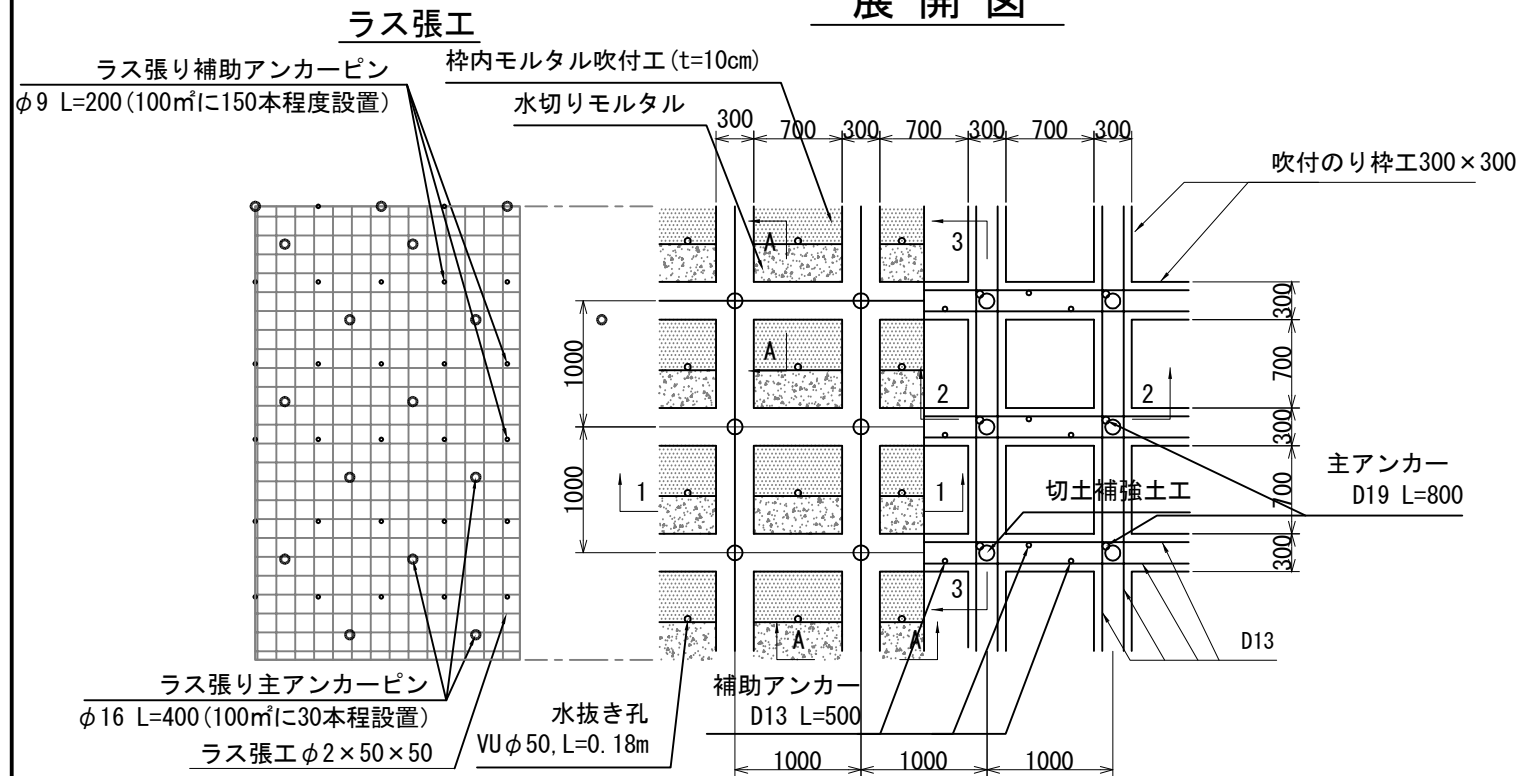 展開図
ラス張工
ラス張り補助アンカーピン
φ9 L=200(100㎡に150本程度設置)
枠内モルタル吹付工(t=10cm)
水切りモルタル
300 700 300 700 300 700 300
吹付のり枠工300×300
A
3
300
1000
A
700
2
2
300
1000
1
1
700
主アンカー
D19 L=800
切土補強土工
300
3
A
A
D13
ラス張り主アンカーピン
φ16 L=400(100㎡に30本程設置)
ラス張工φ2×50×50
水抜き孔
VUφ50, L=0.18m
補助アンカー
D13 L=500
1000 1000 1000